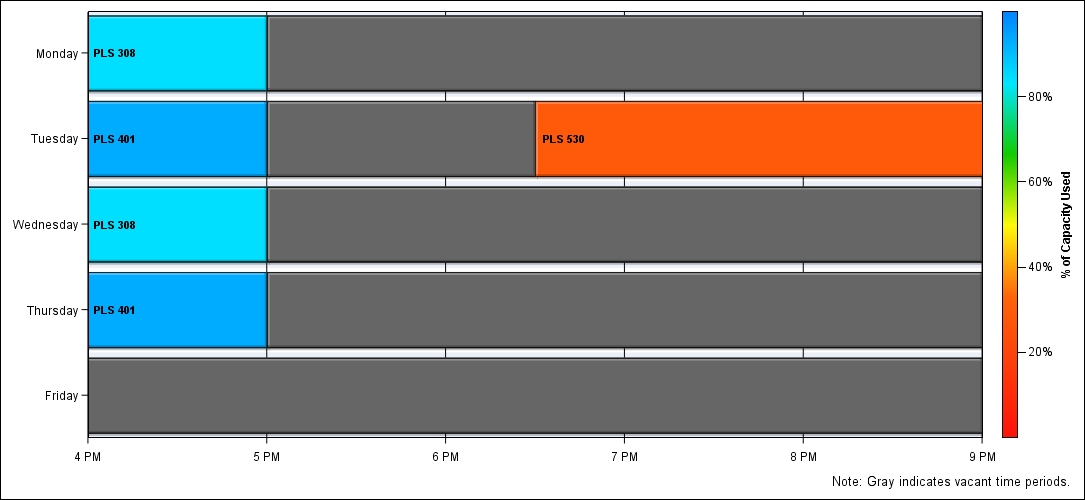 Monday
PLS 308
Tuesday
PLS 401
PLS 530
Wednesday
PLS 308
Thursday
PLS 401
Friday
4 PM
5 PM
6 PM
7 PM
8 PM
9 PM
80%
60%
40%
20%
% of Capacity Used
Note: Gray indicates vacant time periods.